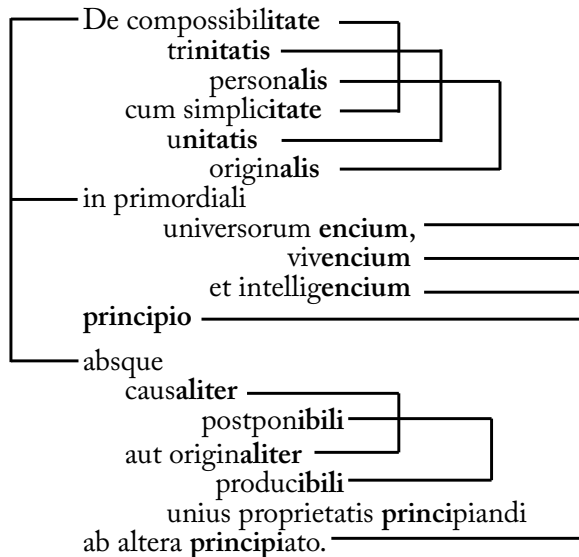 De compossibilitate
trinitatis
personalis
cum simplicitate
unitatis
originalis
in primordiali
universorum encium,
vivencium
et intelligencium
principio
absque
causaliter
postponibili
aut originaliter
producibili
unius proprietatis principiandi
ab altera principiato.